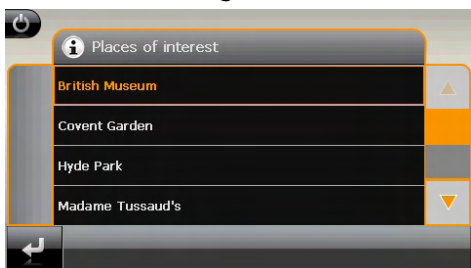 Places of interest
British Museum
Covent Garden
Hyde Park
Madame Tussaud's